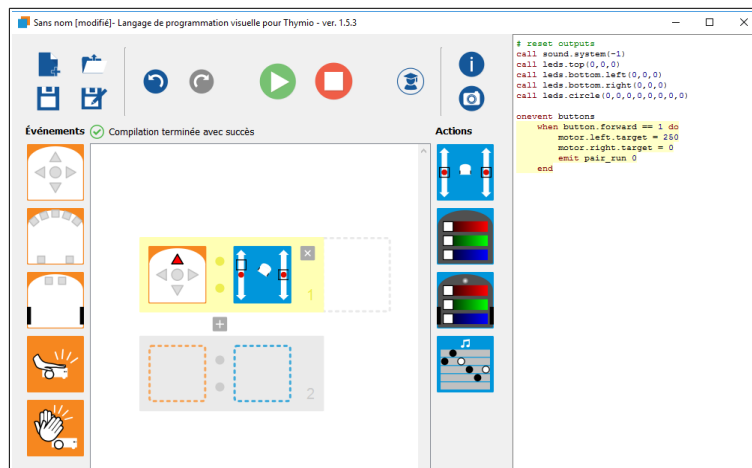 Sans nom [modifié]- Langage de programmation visuelle pour Thymio - ver. 1.5.3
Événements
Compilation terminée avec succès
Actions
1
2
# reset outputs
call sound.system(-1)
call leds.top(0,0,0)
call leds.bottom.left(0,0,0)
call leds.bottom.right(0,0,0)
call leds.circle(0,0,0,0,0,0,0,0)
onevent buttons
when button.forward == 1 do
motor.left.target = 250
motor.right.target = 0
emit pair_run 0
end